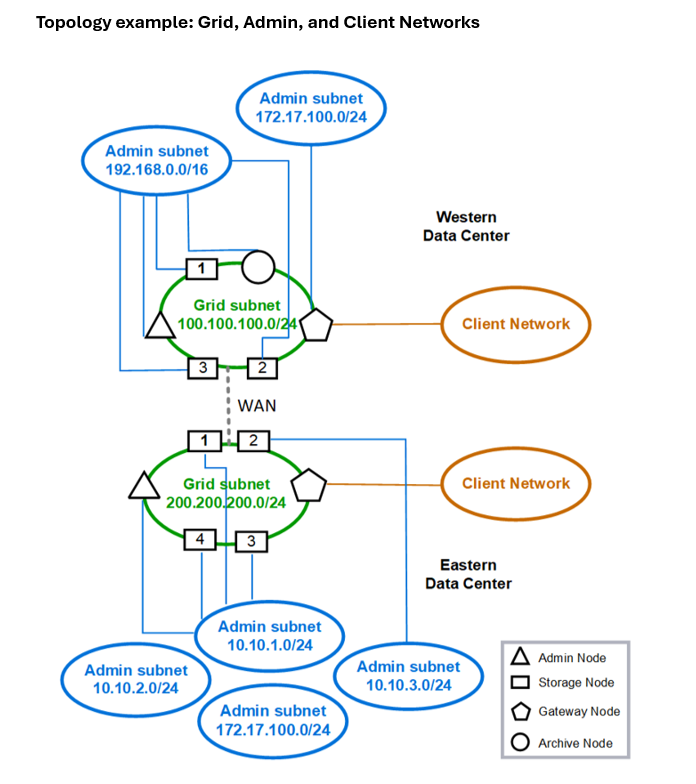 Topology example: Grid, Admin, and Client Networks
Admin subnet
172.17.100.0/24
Admin subnet
192.168.0.0/16
Western
Data Center
1
Grid subnet
100.100.100.0/24
Client Network
3
2
WAN
1
2
Grid subnet
200.200.200.0/24
Client Network
4
3
Eastern
Data Center
Admin subnet
10.10.1.0/24
Admin subnet
10.10.2.0/24
Admin subnet
10.10.3.0/24
Admin subnet
172.17.100.0/24
Admin Node
Storage Node
Gateway Node
Archive Node